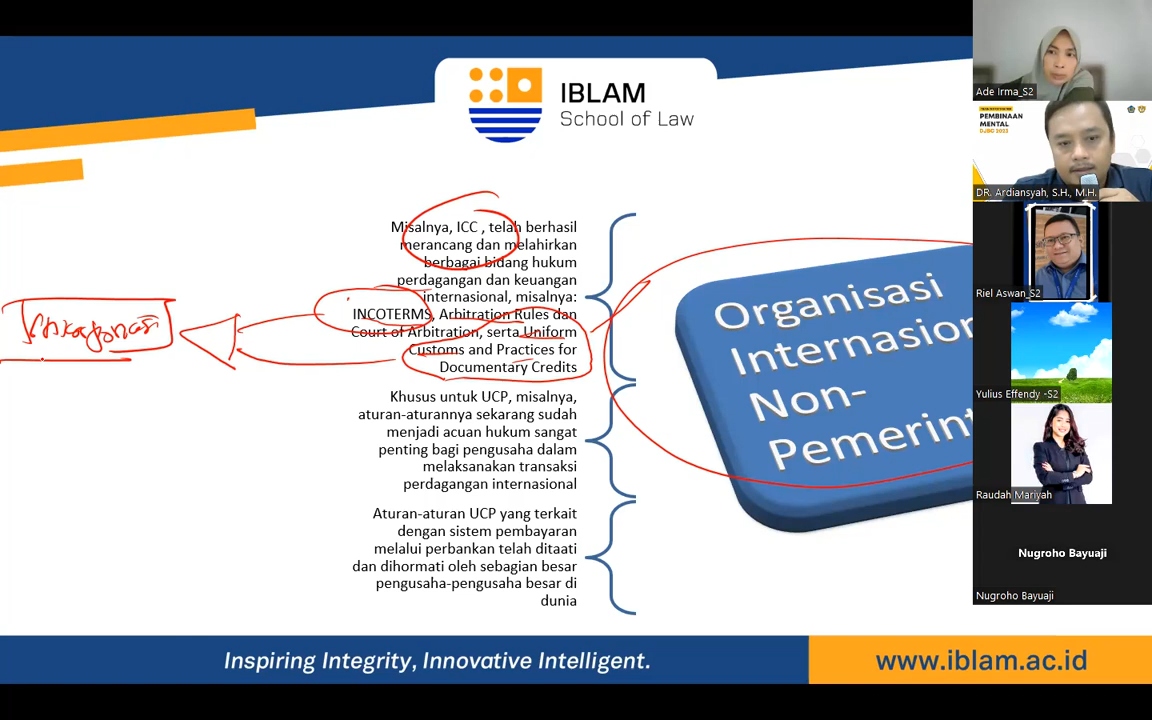 IBLAM
School of Law
Misalnya, ICC , telah berhasil
merancang dan melahirkan
berbagai bidang hukum
perdagangan dan keuangan
internasional, misalnya:
INCOTERMS, Arbitration Rules dan
Court of Arbitration, serta Uniform
Customs and Practices for
Documentary Credits
Khusus untuk UCP, misalnya,
aturan-aturannya sekarang sudah
menjadi acuan hukum sangat
penting bagi pengusaha dalam
melaksanakan transaksi
perdagangan internasional
Aturan-aturan UCP yang terkait
dengan sistem pembayaran
melalui perbankan telah ditaati
dan dihormati oleh sebagian besar
pengusaha-pengusaha besar di
dunia
Organisasi
Internasion
Non-
Pemerint
Inspiring Integrity, Innovative Intelligent.
www.iblam.ac.id
Ade Irma_S2
PEMBINAAN
MENTAL
DJBC 2022
DR. Ardiansyah, S.H., M.H.
Riel Aswan_S2
Yulius Effendy -S2
Raudah Mariyah
Nugroho Bayuaji
Nugroho Bayuaji